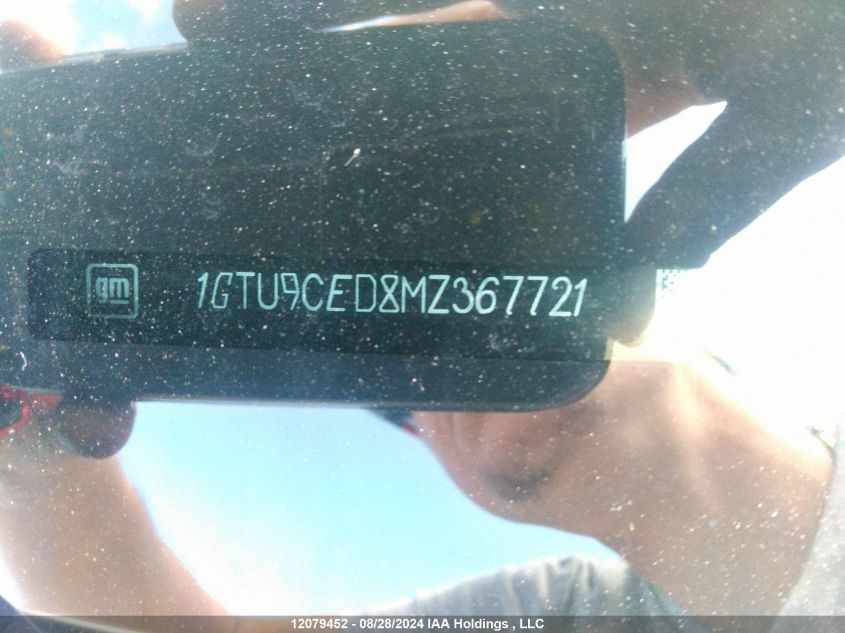 gm 1GTU9CED8MZ367721
12079452 - 08/28/2024 IAA Holdings , LLC